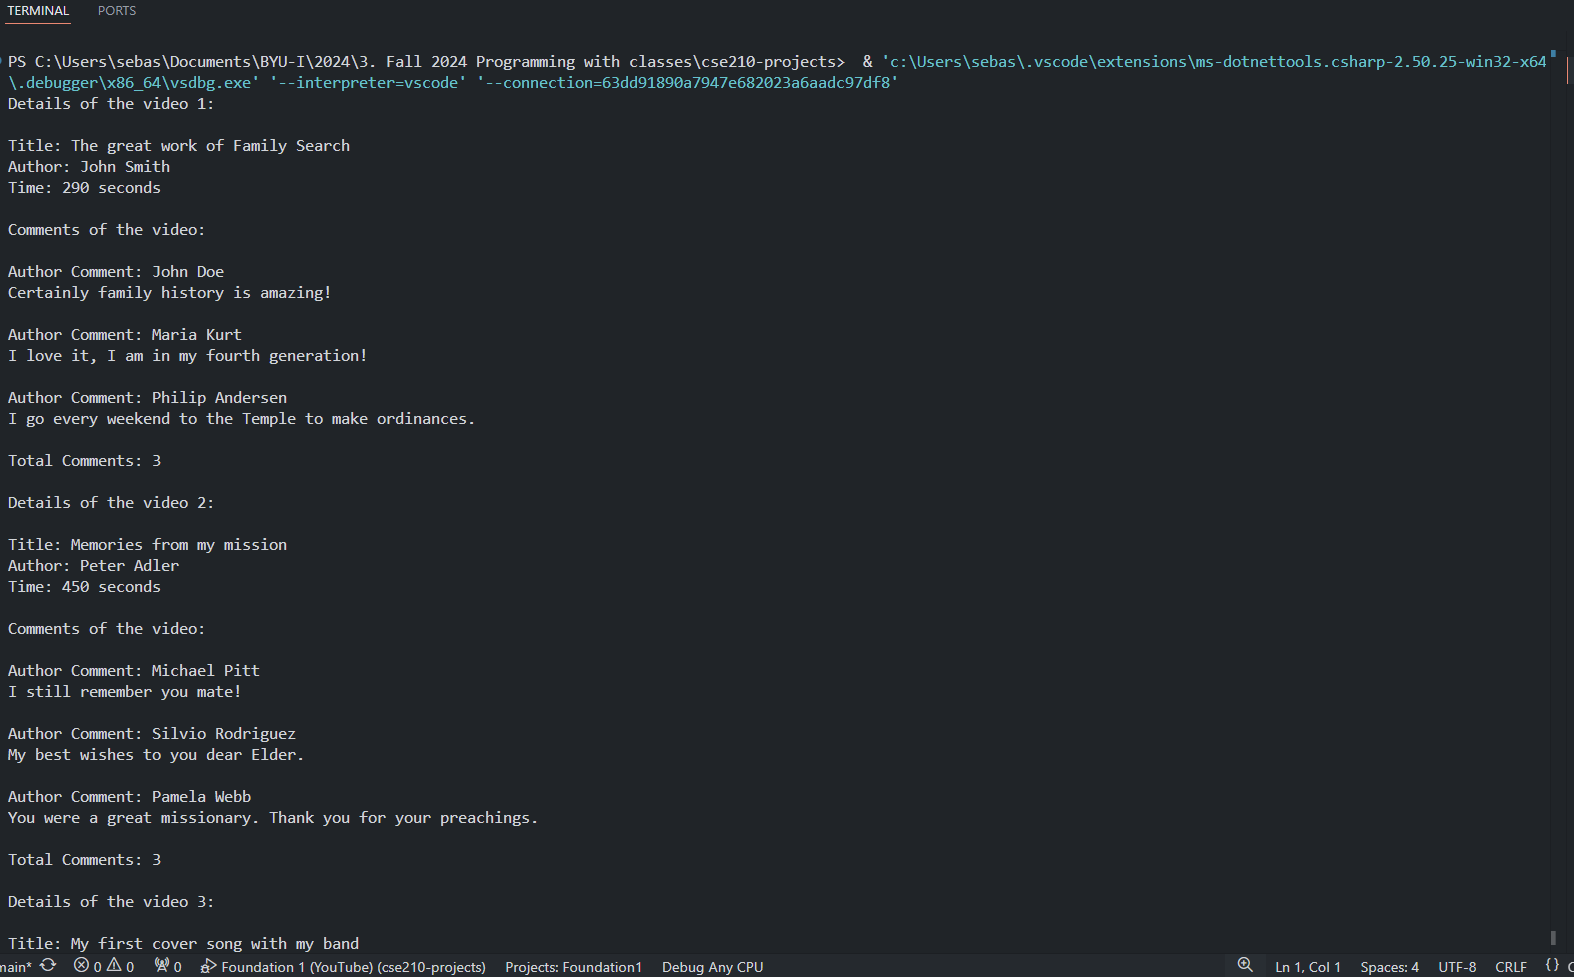 TERMINAL PORTS
PS C:\Users\sebas\Documents\BYU-I\2024\3. Fall 2024 Programming with classes\cse210-projects>  & 'c:\Users\sebas\.vscode\extensions\ms-dotnettools.csharp-2.50.25-win32-x64
\.debugger\x86_64\vsdbg.exe' '--interpreter=vscode' '--connection=63dd91890a7947e682023a6aadc97df8'
Details of the video 1:
Title: The great work of Family Search
Author: John Smith
Time: 290 seconds
Comments of the video:
Author Comment: John Doe
Certainly family history is amazing!
Author Comment: Maria Kurt
I love it, I am in my fourth generation!
Author Comment: Philip Andersen
I go every weekend to the Temple to make ordinances.
Total Comments: 3
Details of the video 2:
Title: Memories from my mission
Author: Peter Adler
Time: 450 seconds
Comments of the video:
Author Comment: Michael Pitt
I still remember you mate!
Author Comment: Silvio Rodriguez
My best wishes to you dear Elder.
Author Comment: Pamela Webb
You were a great missionary. Thank you for your preachings.
Total Comments: 3
Details of the video 3:
Title: My first cover song with my band
main* 0 0 0 Foundation 1 (YouTube) (cse210-projects) Projects: Foundation1 Debug Any CPU Ln 1, Col 1 Spaces: 4 UTF-8 CRLF {}